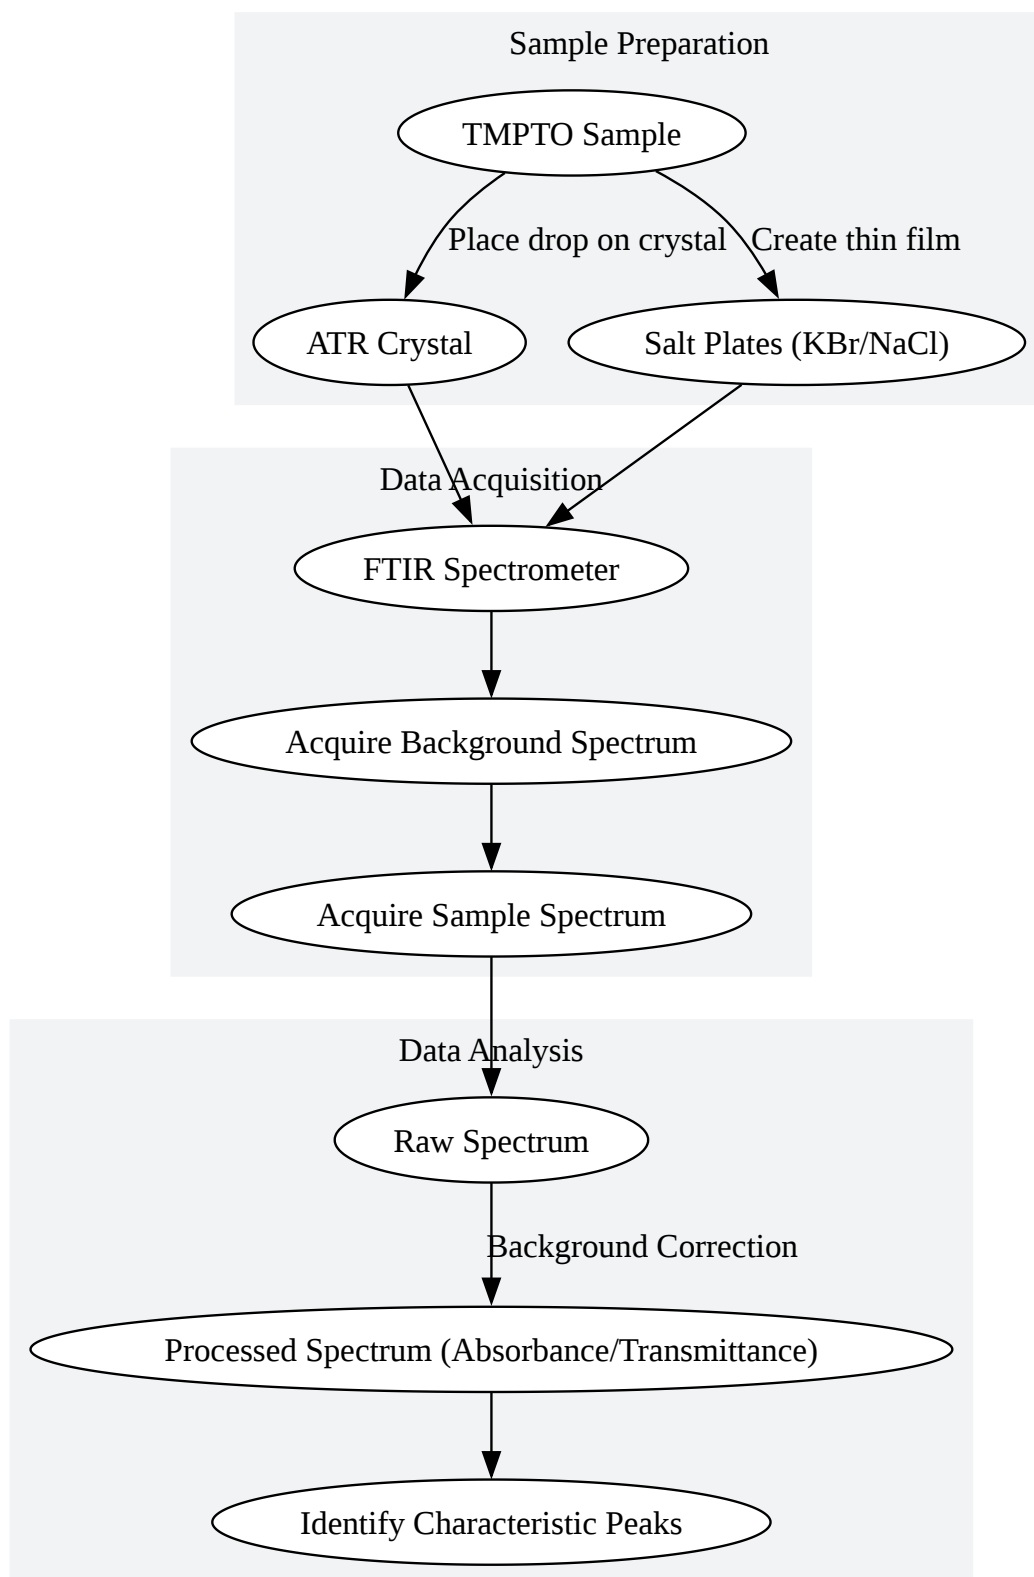 Sample Preparation
TMPTO Sample
Place drop on crystal
Create thin film
ATR Crystal
Salt Plates (KBr/NaCl)
Data Acquisition
FTIR Spectrometer
Acquire Background Spectrum
Acquire Sample Spectrum
Data Analysis
Raw Spectrum
Background Correction
Processed Spectrum (Absorbance/Transmittance)
Identify Characteristic Peaks